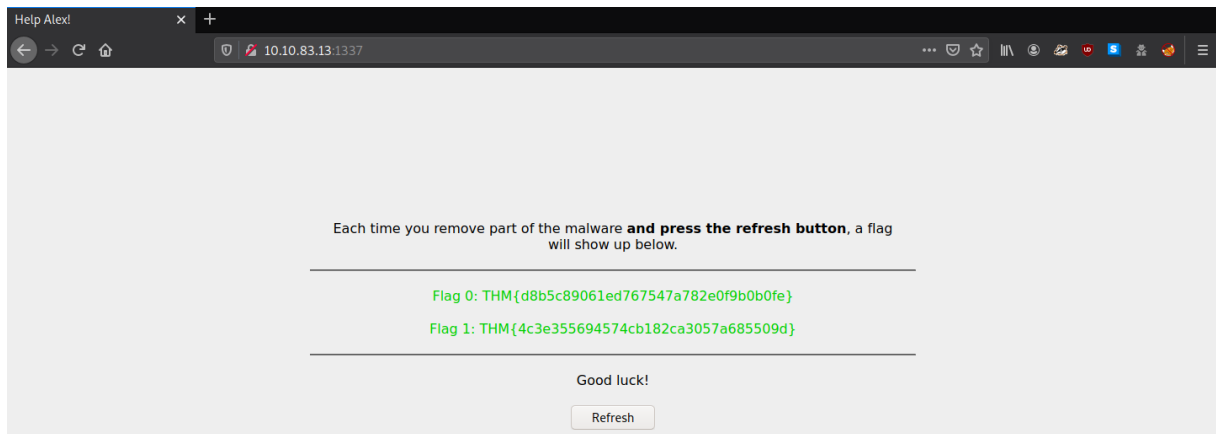 Help Alex!
10.10.83.13:1337
Each time you remove part of the malware and press the refresh button, a flag
will show up below.
Flag 0: THM{d8b5c89061ed767547a782e0f9b0b0fe}
Flag 1: THM{4c3e355694574cb182ca3057a685509d}
Good luck!
Refresh